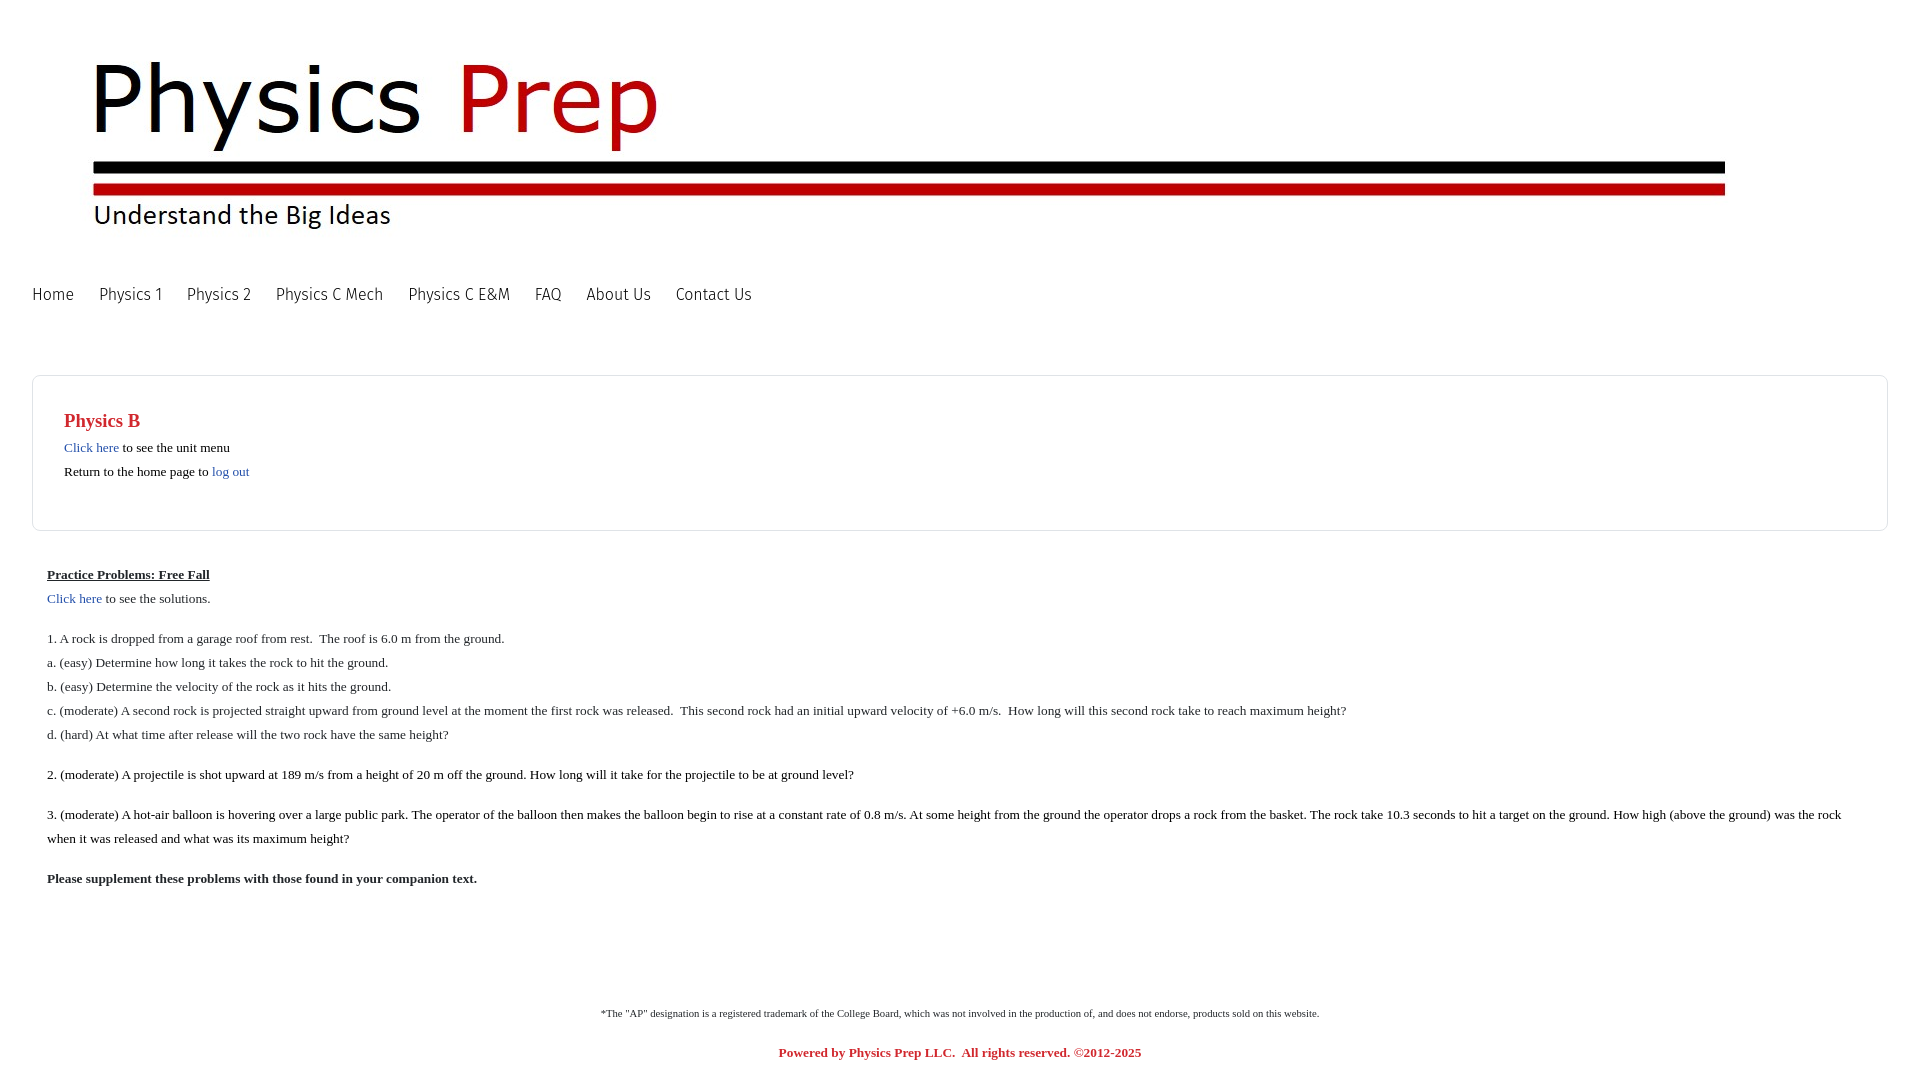 Physics Prep
Understand the Big Ideas
Home Physics 1 Physics 2 Physics C Mech Physics C E&M FAQ About Us Contact Us
Physics B
Click here to see the unit menu
Return to the home page to log out
Practice Problems: Free Fall
Click here to see the solutions.
1. A rock is dropped from a garage roof from rest.  The roof is 6.0 m from the ground.
a. (easy) Determine how long it takes the rock to hit the ground.
b. (easy) Determine the velocity of the rock as it hits the ground.
c. (moderate) A second rock is projected straight upward from ground level at the moment the first rock was released.  This second rock had an initial upward velocity of +6.0 m/s.  How long will this second rock take to reach maximum height?
d. (hard) At what time after release will the two rock have the same height?
2. (moderate) A projectile is shot upward at 189 m/s from a height of 20 m off the ground. How long will it take for the projectile to be at ground level?
3. (moderate) A hot-air balloon is hovering over a large public park. The operator of the balloon then makes the balloon begin to rise at a constant rate of 0.8 m/s. At some height from the ground the operator drops a rock from the basket. The rock take 10.3 seconds to hit a target on the ground. How high (above the ground) was the rock
when it was released and what was its maximum height?
Please supplement these problems with those found in your companion text.
*The "AP" designation is a registered trademark of the College Board, which was not involved in the production of, and does not endorse, products sold on this website.
Powered by Physics Prep LLC.  All rights reserved. ©2012-2025